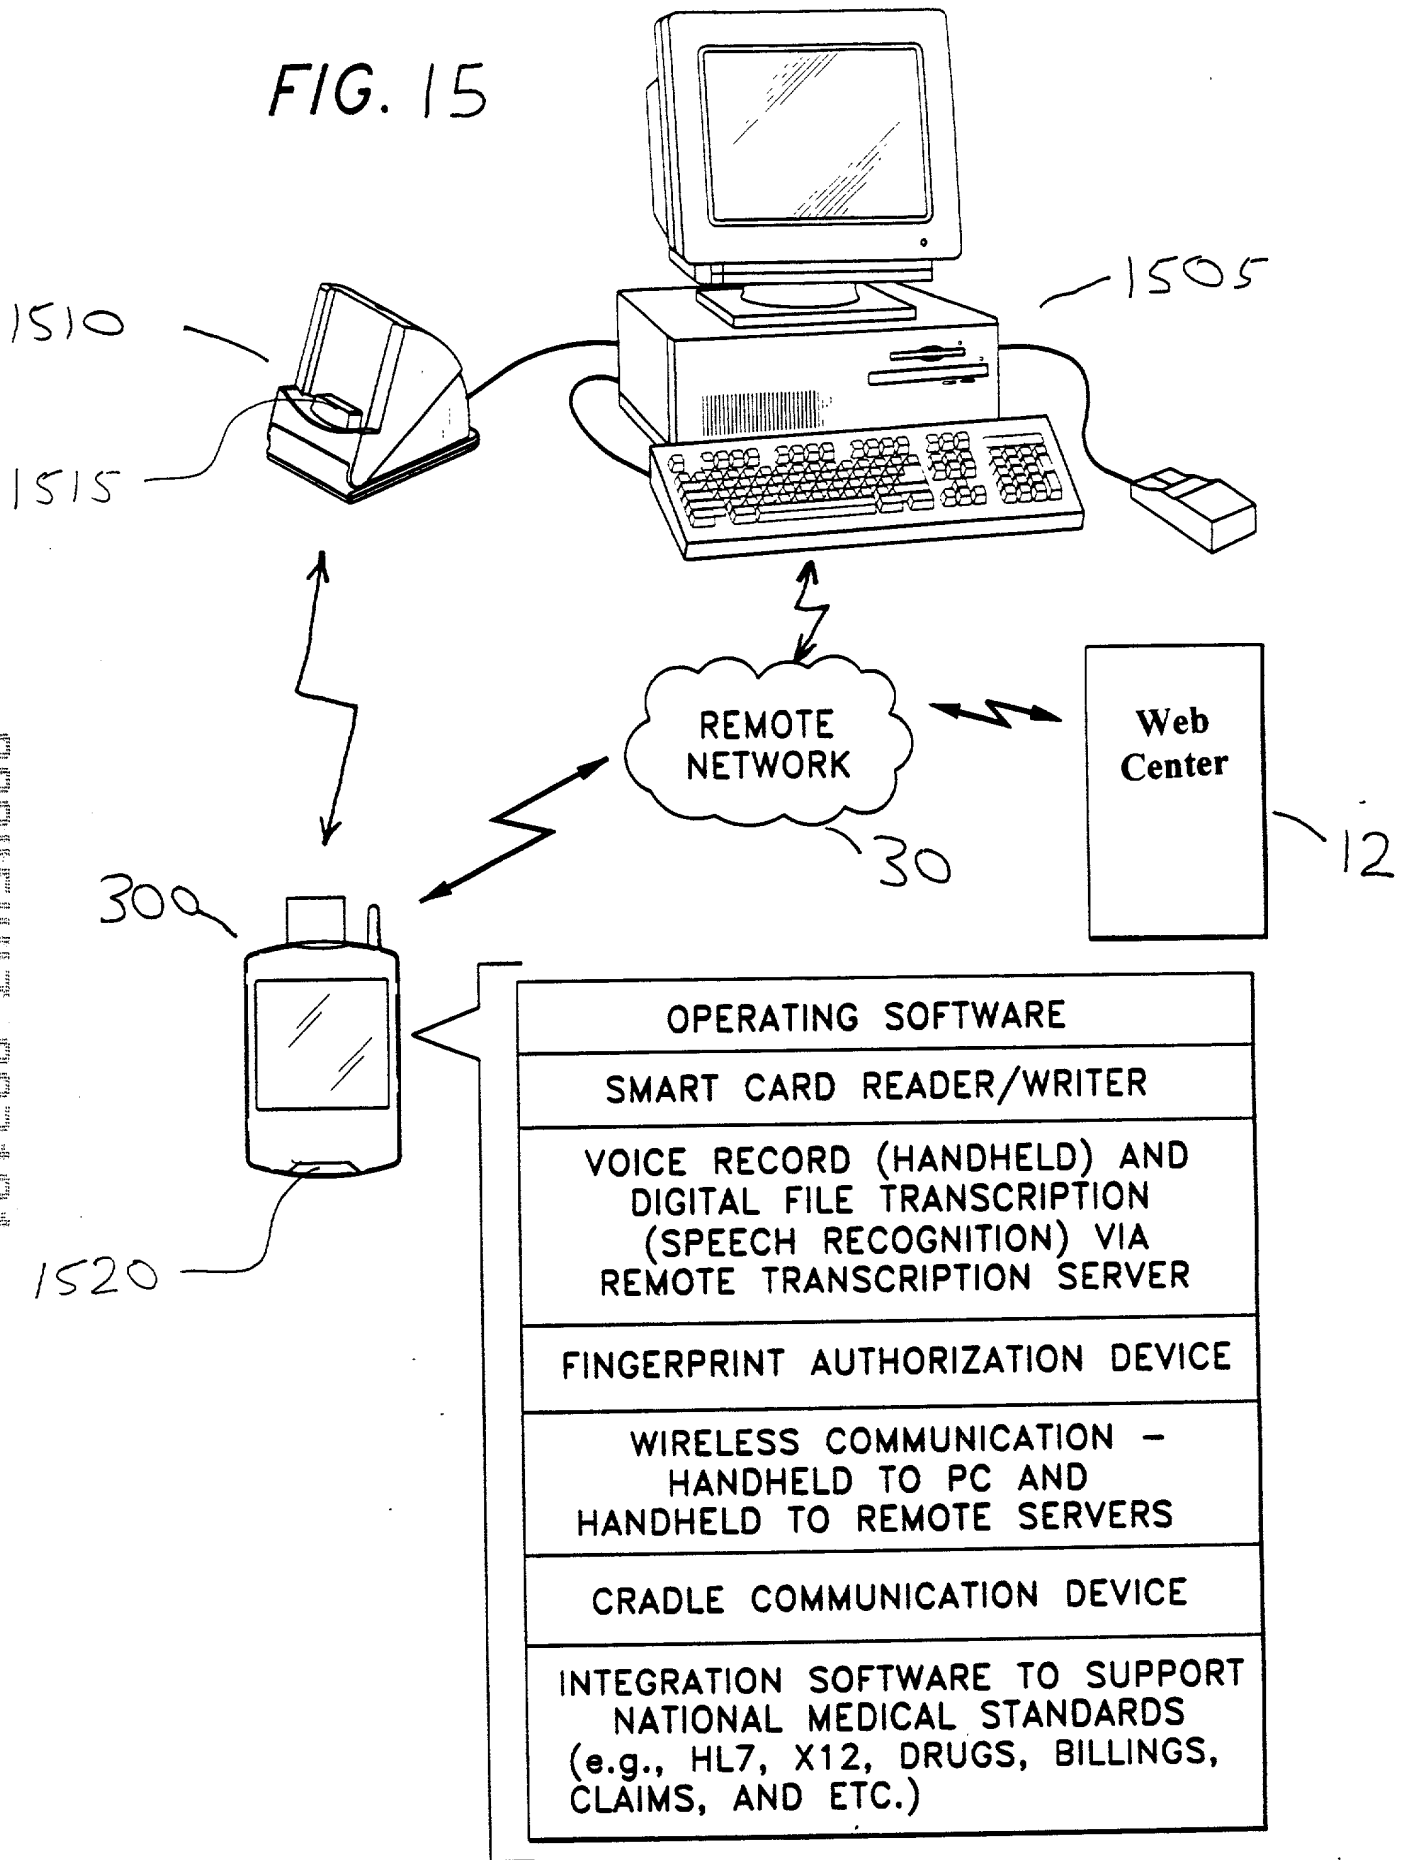 FIG. 15
1505
1510
1515
REMOTE
NETWORK
30
Web
Center
12
300
1520
OPERATING SOFTWARE
SMART CARD READER/WRITER
VOICE RECORD (HANDHELD) AND
DIGITAL FILE TRANSCRIPTION
(SPEECH RECOGNITION) VIA
REMOTE TRANSCRIPTION SERVER
FINGERPRINT AUTHORIZATION DEVICE
WIRELESS COMMUNICATION –
HANDHELD TO PC AND
HANDHELD TO REMOTE SERVERS
CRADLE COMMUNICATION DEVICE
INTEGRATION SOFTWARE TO SUPPORT
NATIONAL MEDICAL STANDARDS
(e.g., HL7, X12, DRUGS, BILLINGS,
CLAIMS, AND ETC.)